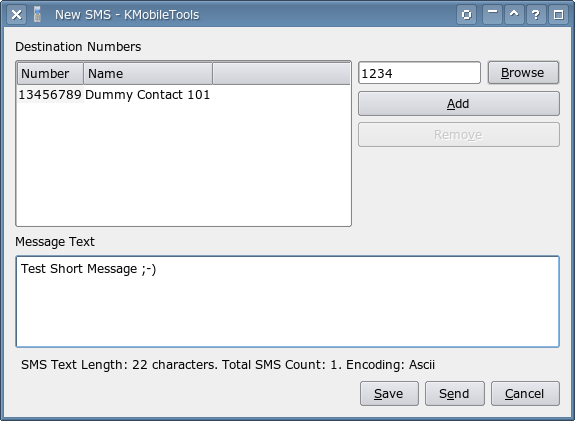 New SMS - KMobileTools
Destination Numbers
Number Name
13456789 Dummy Contact 101
1234
Browse
Add
Remove
Message Text
Test Short Message ;-)
SMS Text Length: 22 characters. Total SMS Count: 1. Encoding: Ascii
Save Send Cancel